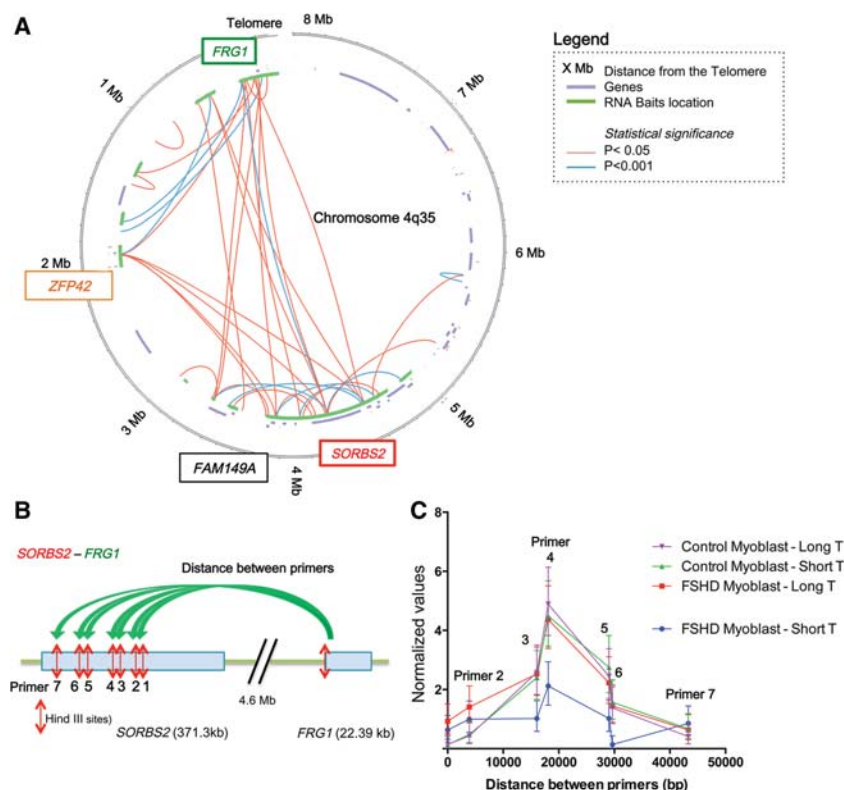 A
Telomere
8 Mb
FRG1
1 Mb
7 Mb
Chromosome 4q35
2 Mb
ZFP42
6 Mb
3 Mb
5 Mb
FAM149A
4 Mb
SORBS2
Legend
X Mb Distance from the Telomere
Genes
RNA Baits location
Statistical significance
P< 0.05
P<0.001
B
SORBS2 – FRG1
Distance between primers
4.6 Mb
Primer 7 6 5 4 3 2 1
Hind III sites)
SORBS2 (371.3kb)
FRG1 (22.39 kb)
C
Normalized values
8
6
4
2
0
Primer
4
3
5
Primer 2
6
Primer 7
0 10000 20000 30000 40000 50000
Distance between primers (bp)
Control Myoblast - Long T
Control Myoblast - Short T
FSHD Myoblast - Long T
FSHD Myoblast - Short T